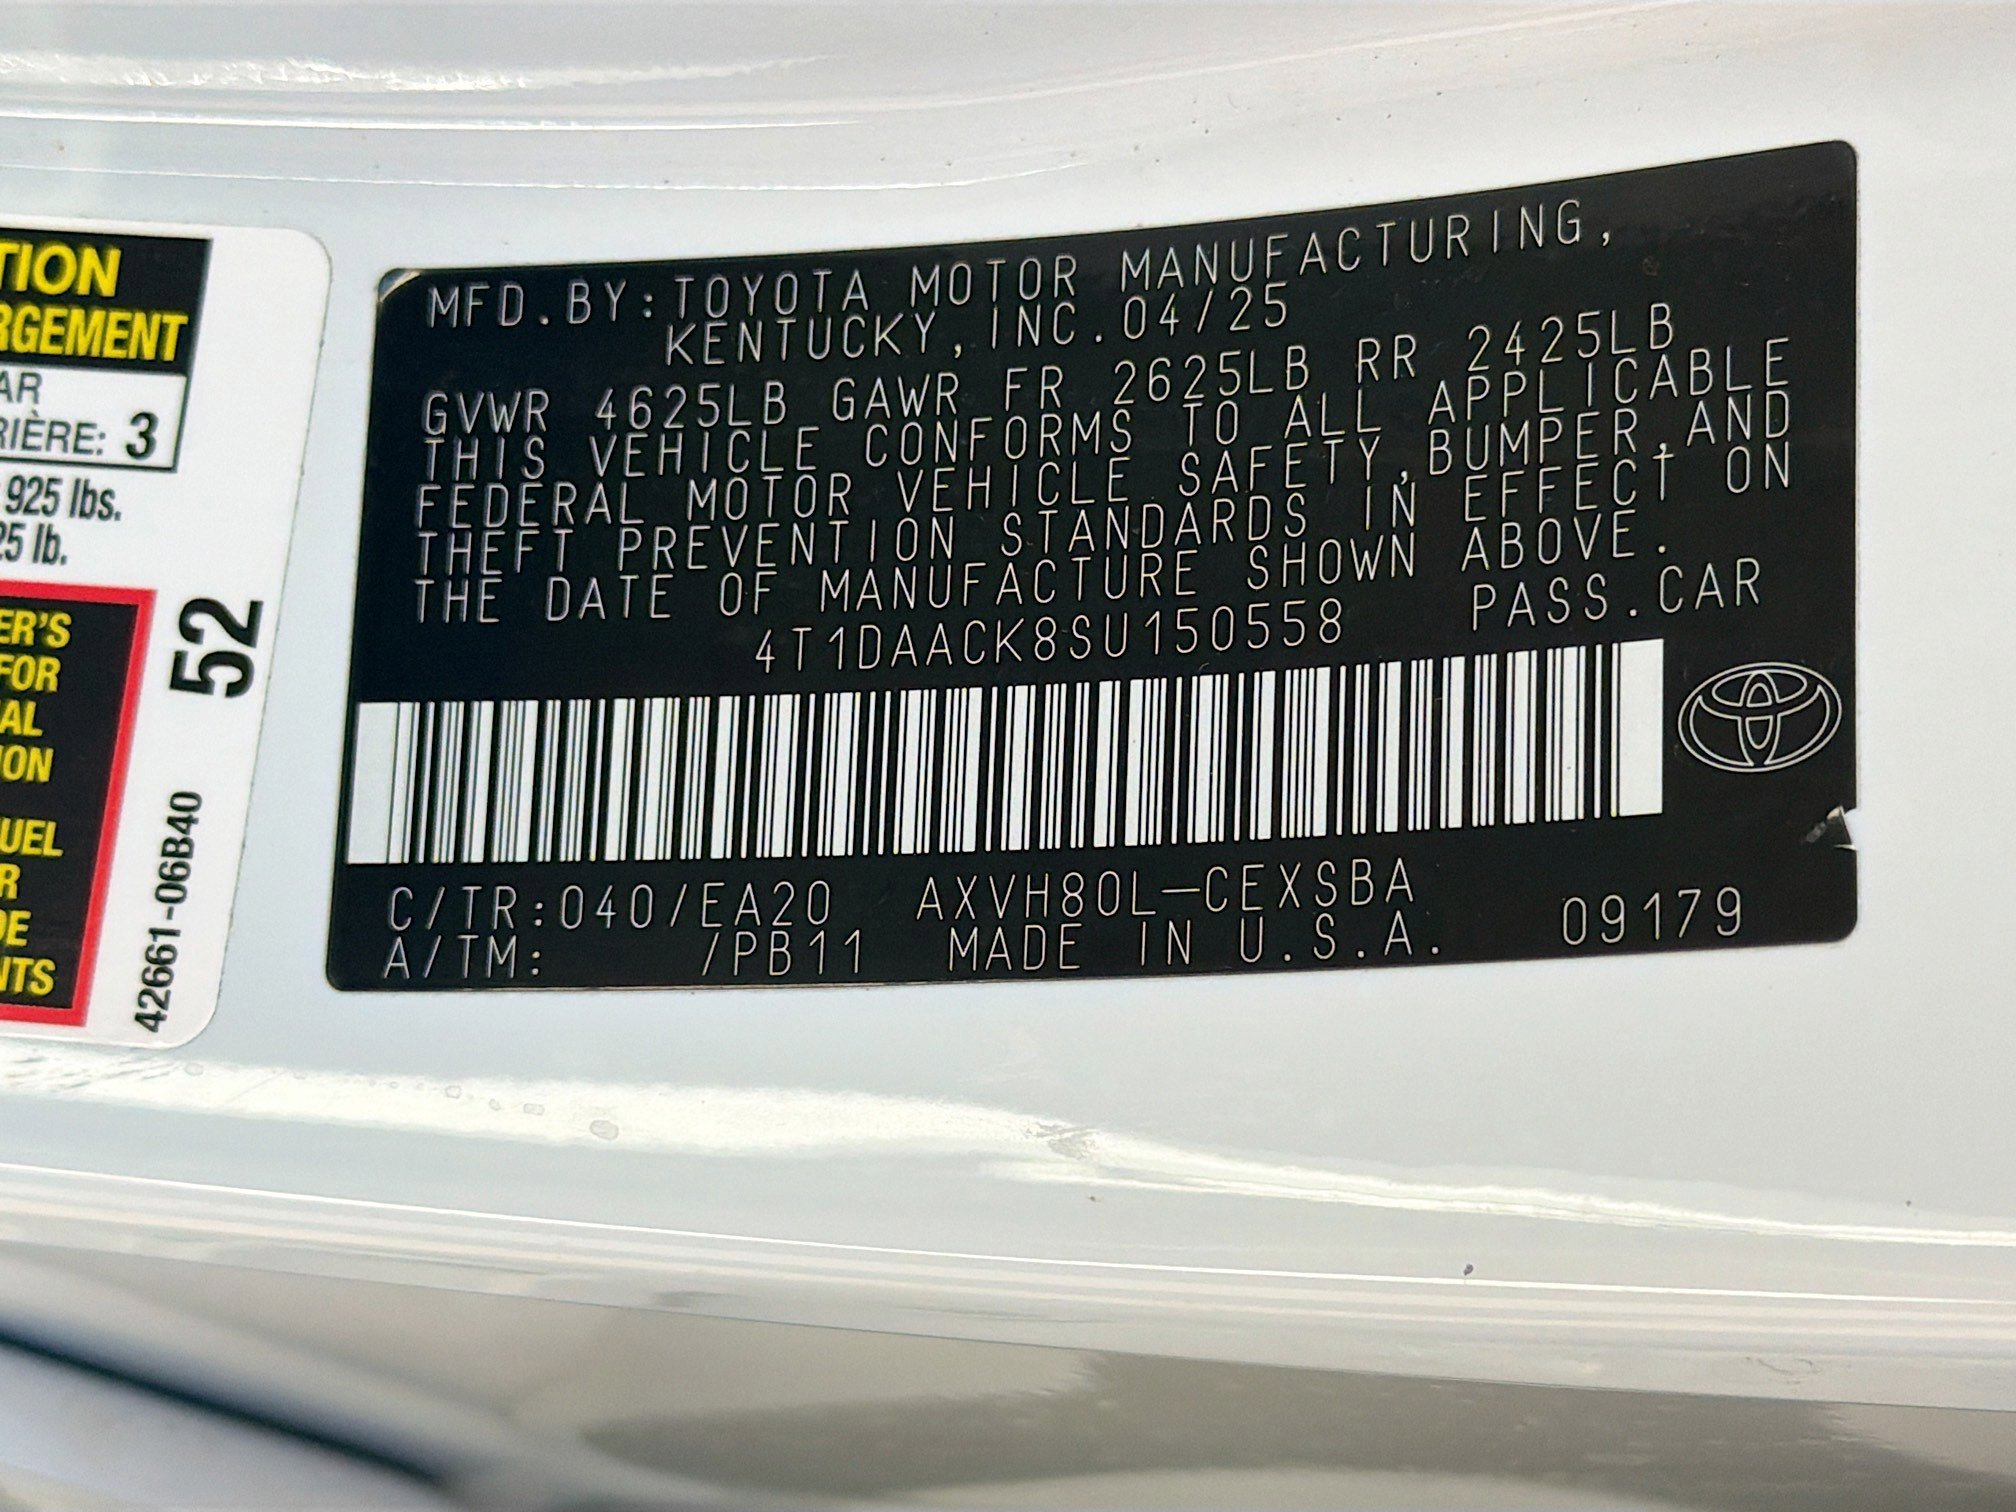 TION
RGEMENT
AR
RIÈRE: 3
925 lbs.
25 lb.
ER'S
FOR
AL
ION
UEL
R
DE
NTS
52
42661-06B40
MFD.BY:TOYOTA MOTOR MANUFACTURING,
KENTUCKY,INC.04/25
GVWR 4625LB GAWR FR 2625LB RR 2425LB
THIS VEHICLE CONFORMS TO ALL APPLICABLE
FEDERAL MOTOR VEHICLE SAFETY,BUMPER,AND
THEFT PREVENTION STANDARDS IN EFFECT ON
THE DATE OF MANUFACTURE SHOWN ABOVE.
4T1DAACK8SU150558 PASS.CAR
C/TR:040/EA20 AXVH80L-CEXSBA
A/TM: /PB11 MADE IN U.S.A. 09179